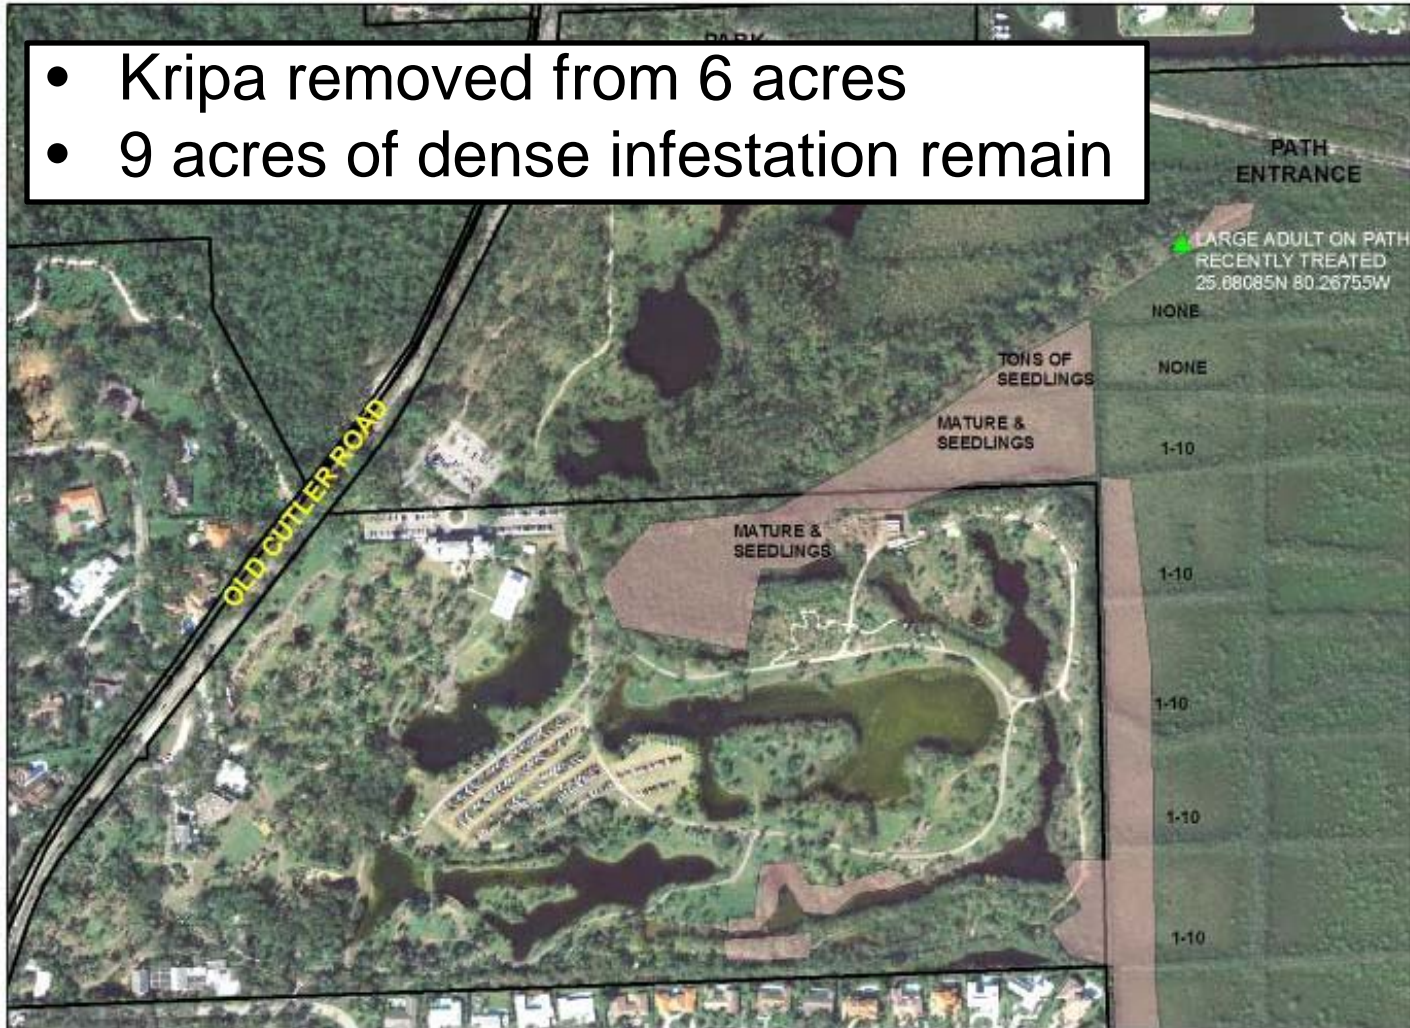 PARK
• Kripa removed from 6 acres
• 9 acres of dense infestation remain
PATH
ENTRANCE
LARGE ADULT ON PATH
RECENTLY TREATED
25.68085N 80.26755W
NONE
TONS OF
SEEDLINGS
NONE
MATURE &
SEEDLINGS
1-10
OLD CUTLER ROAD
MATURE &
SEEDLINGS
1-10
1-10
1-10
1-10